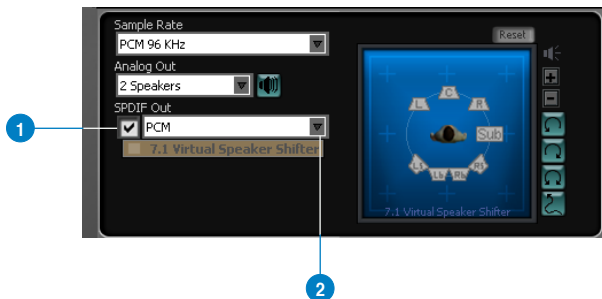 Sample Rate
PCM 96 KHz
Analog Out
2 Speakers
SPDIF Out
PCM
7.1 Virtual Speaker Shifter
Reset
C
L
R
Sub
Ls
Lb
Rb
Rs
7.1 Virtual Speaker Shifter
1
2